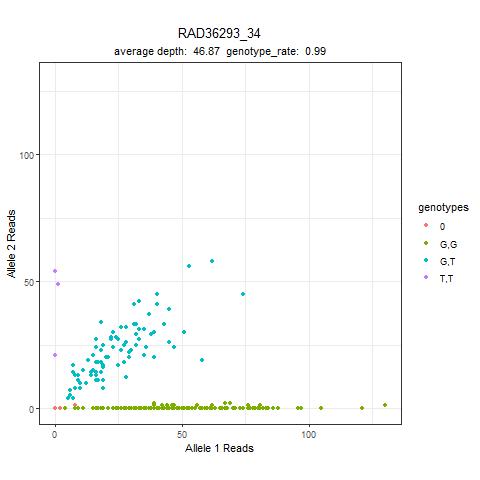 RAD36293_34
average depth: 46.87 genotype_rate: 0.99
100
50
0
Allele 2 Reads
0
50
100
Allele 1 Reads
genotypes
0
G,G
G,T
T,T